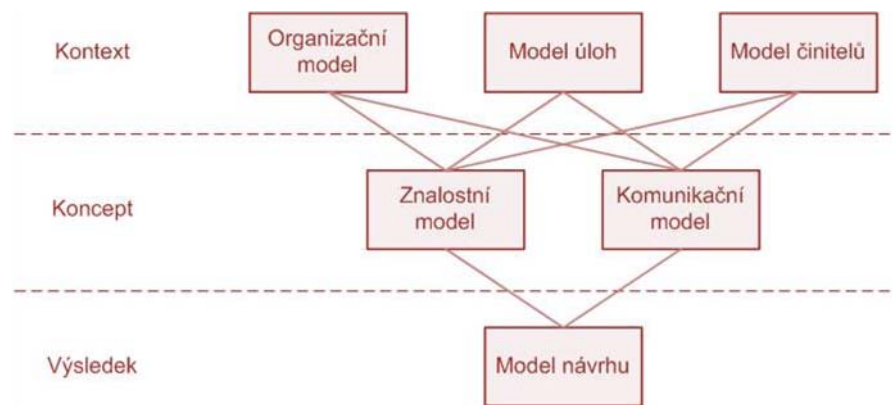 Kontext
Organizační
model
Model úloh
Model činitelů
Koncept
Znalostní
model
Komunikační
model
Výsledek
Model návrhu